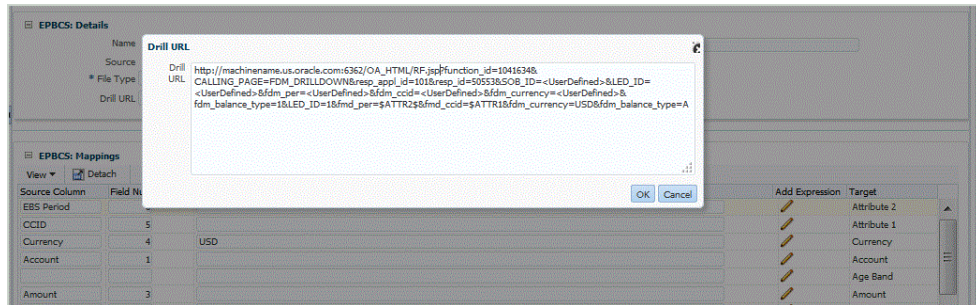 EPBCS: Details
Name
Source
* File Type
Drill URL
Drill URL
Drill URL
http://machinename.us.oracle.com:6362/OA_HTML/RF.jsp?function_id=1041634&
CALLING_PAGE=FDM_DRILLDOWN&resp_appl_id=101&resp_id=50553&SOB_ID=<UserDefined>&LED_ID=
<UserDefined>&fdm_per=<UserDefined>&fdm_ccid=<UserDefined>&fdm_currency=<UserDefined>&
fdm_balance_type=1&LED_ID=1&fmd_per=$ATTR2$&fmd_ccid=$ATTR1&fdm_currency=USD&fdm_balance_type=A
OK Cancel
EPBCS: Mappings
View Detach
Source Column Field Add Expression Target
EBS Period Attribute 2
CCID 5 Attribute 1
Currency 4 USD Currency
Account 1 Account
Age Band
Amount 3 Amount